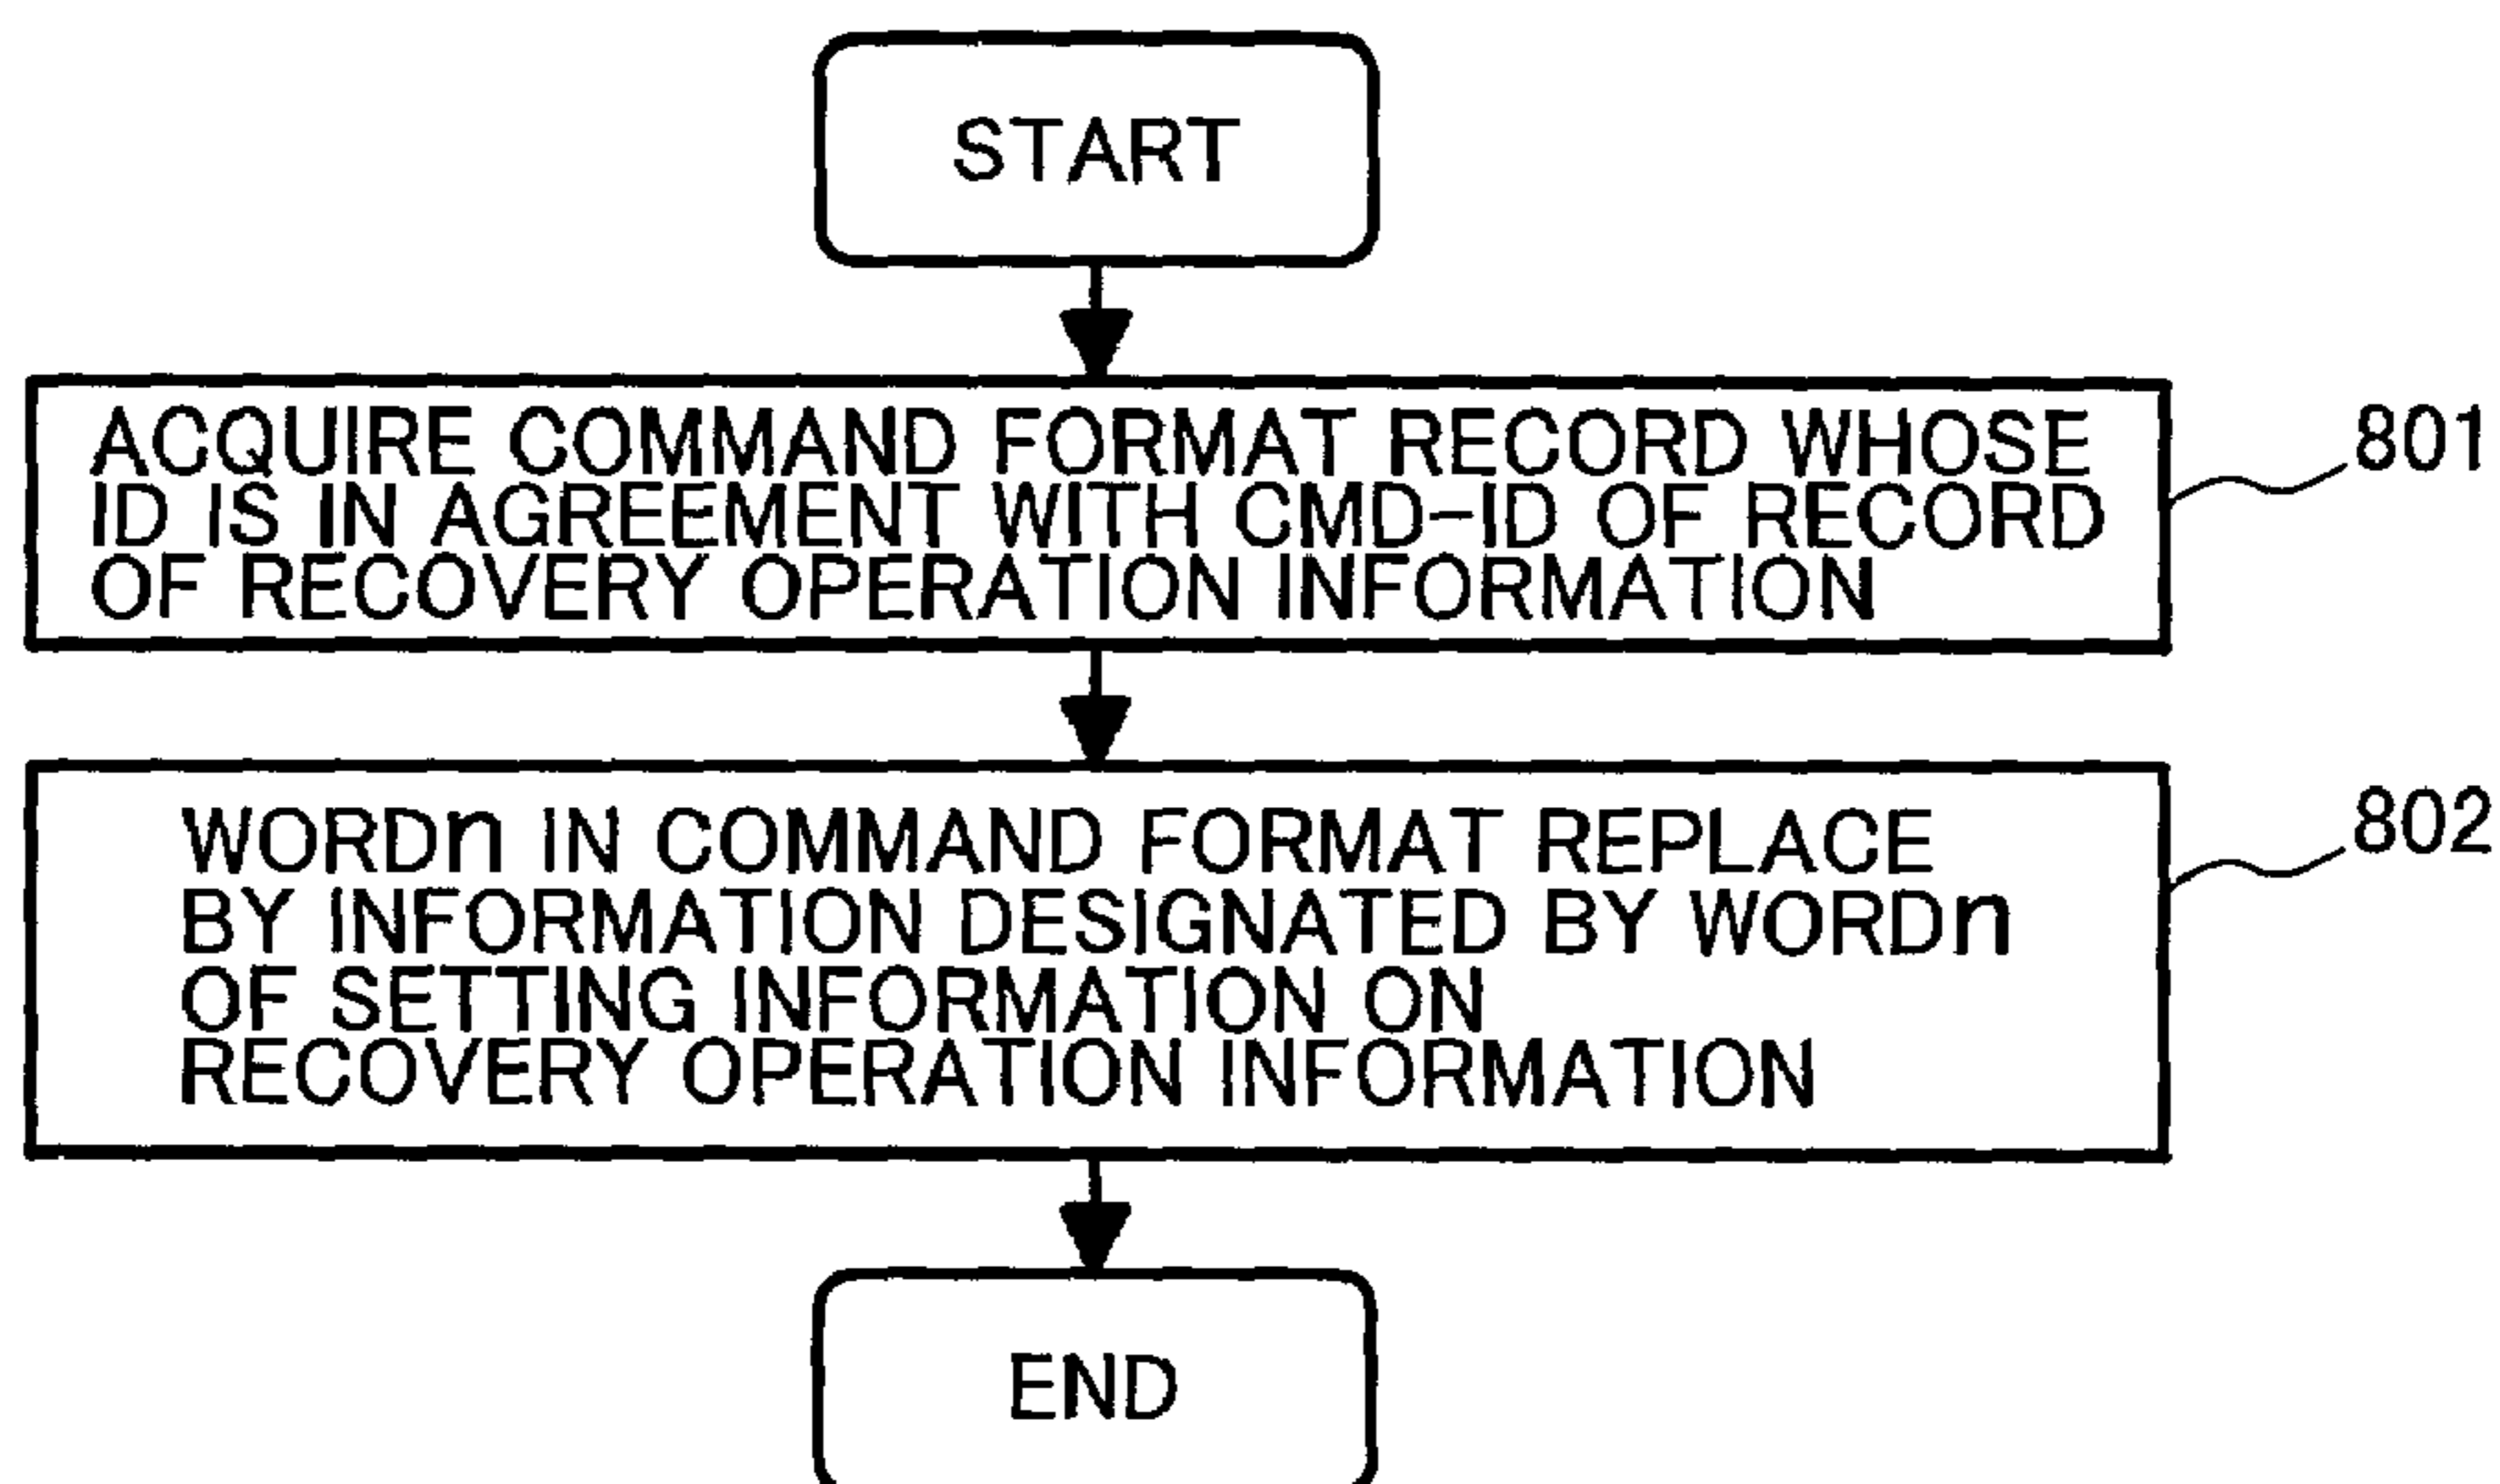 START
ACQUIRE COMMAND FORMAT RECORD WHOSE
ID IS IN AGREEMENT WITH CMD-ID OF RECORD
OF RECOVERY OPERATION INFORMATION
801
WORDn IN COMMAND FORMAT REPLACE
BY INFORMATION DESIGNATED BY WORDn
OF SETTING INFORMATION ON
RECOVERY OPERATION INFORMATION
802
END